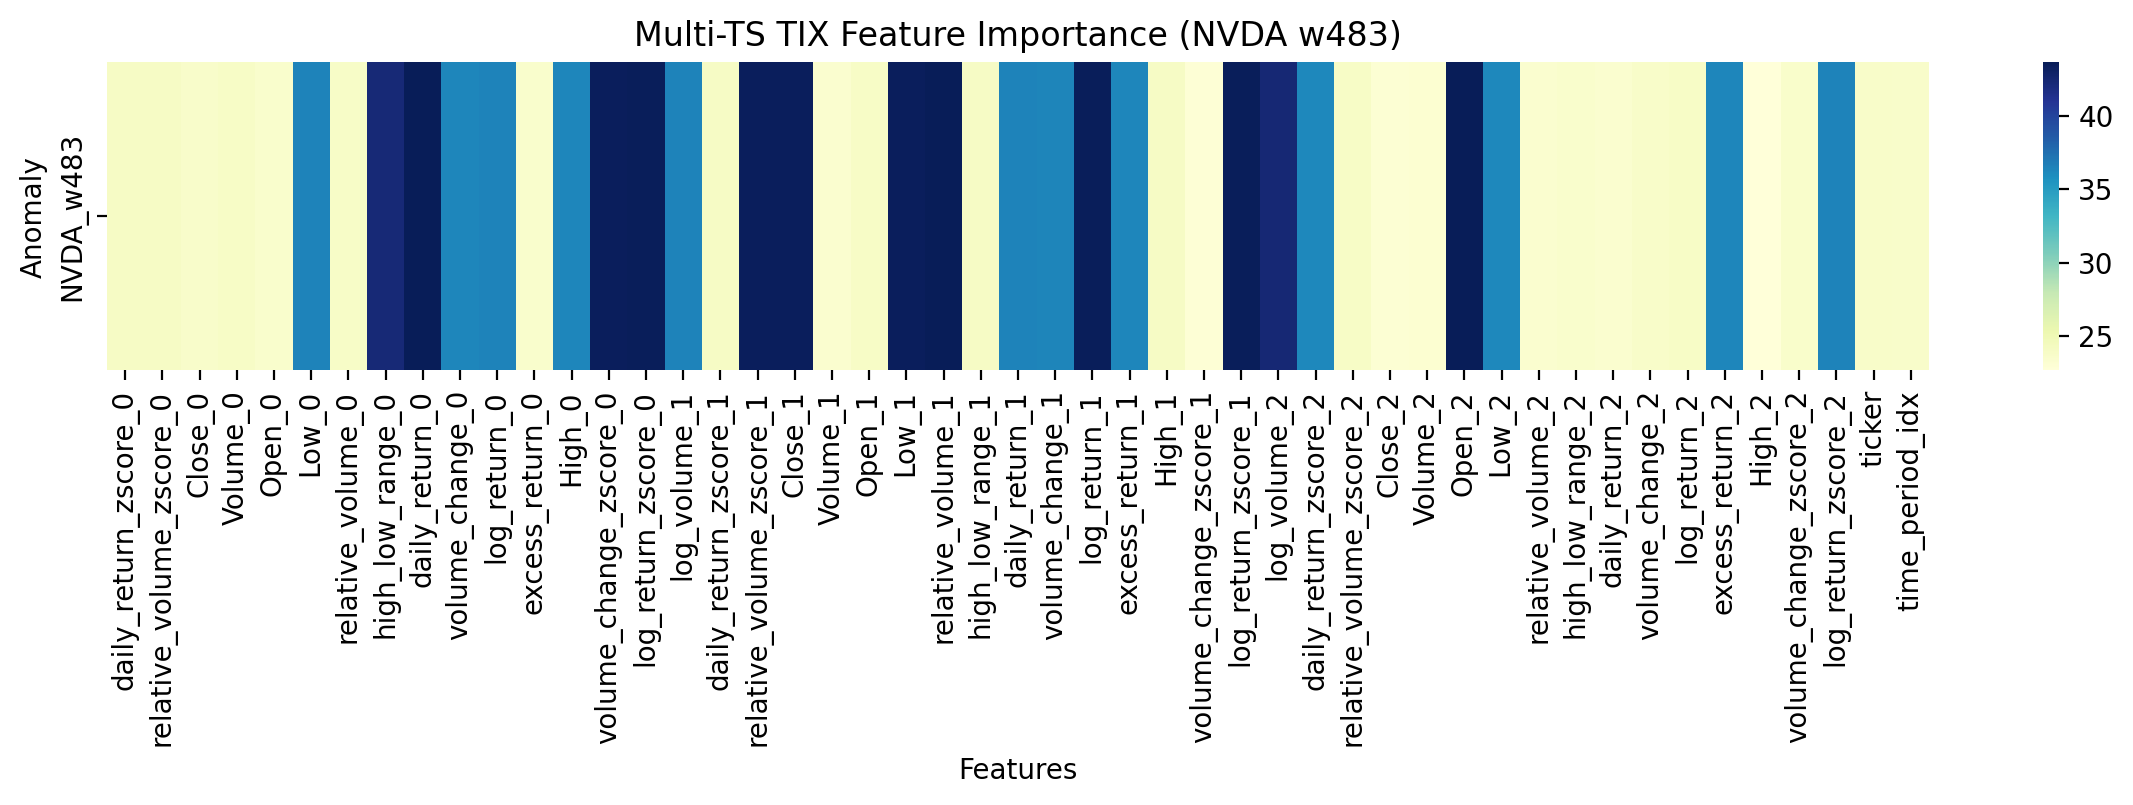 Multi-TS TIX Feature Importance (NVDA w483)
Anomaly
NVDA_w483
daily_return_zscore_0
relative_volume_zscore_0
Close_0
Volume_0
Open_0
Low_0
relative_volume_0
high_low_range_0
daily_return_0
volume_change_0
log_return_0
excess_return_0
High_0
volume_change_zscore_0
log_return_zscore_0
log_volume_1
daily_return_zscore_1
relative_volume_zscore_1
Close_1
Volume_1
Open_1
Low_1
relative_volume_1
high_low_range_1
daily_return_1
volume_change_1
log_return_1
excess_return_1
High_1
volume_change_zscore_1
log_return_zscore_1
log_volume_2
daily_return_zscore_2
relative_volume_zscore_2
Close_2
Volume_2
Open_2
Low_2
relative_volume_2
high_low_range_2
daily_return_2
volume_change_2
log_return_2
excess_return_2
High_2
volume_change_zscore_2
log_return_zscore_2
ticker
time_period_idx
Features
40
35
30
25